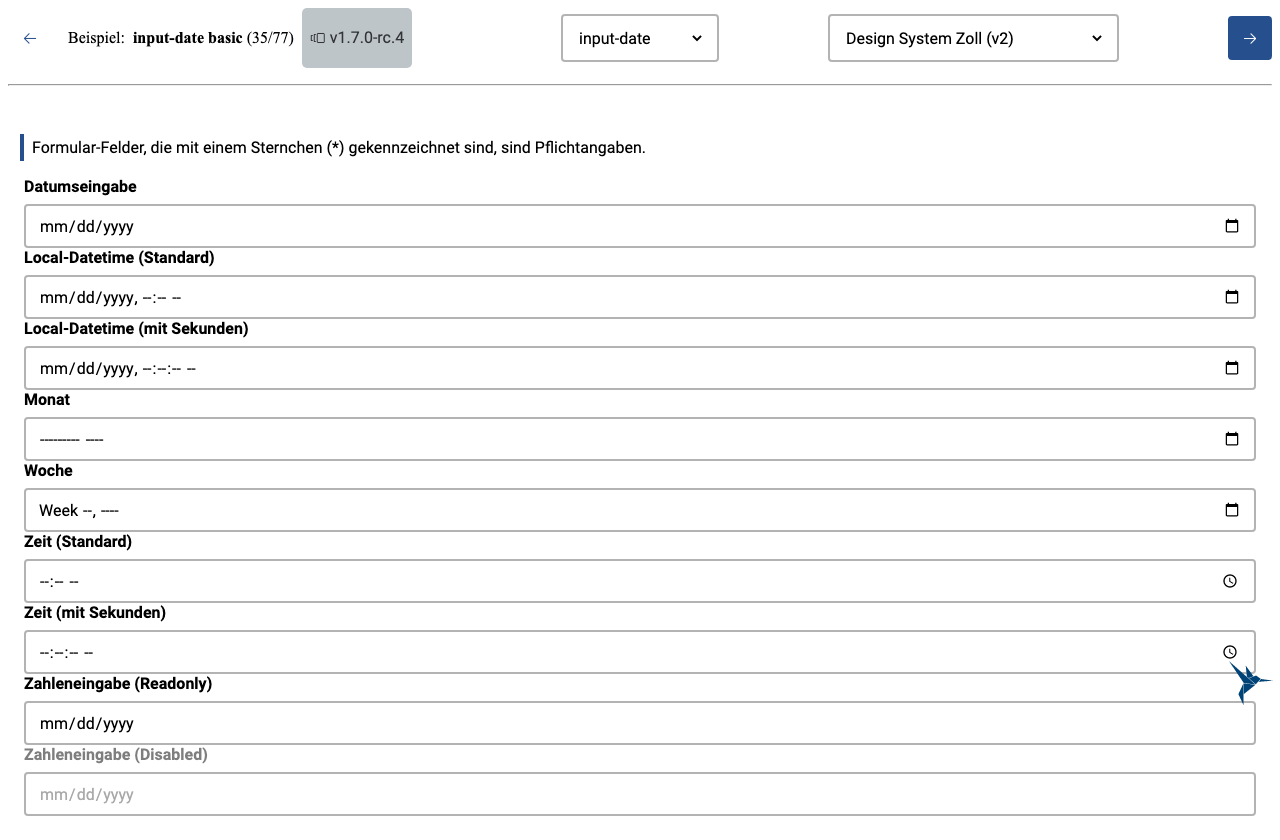 Beispiel: input-date basic (35/77) v1.7.0-rc.4 input-date Design System Zoll (v2)
Formular-Felder, die mit einem Sternchen (*) gekennzeichnet sind, sind Pflichtangaben.
Datumseingabe
mm/dd/yyyy
Local-Datetime (Standard)
mm/dd/yyyy, --:-- --
Local-Datetime (mit Sekunden)
mm/dd/yyyy, --:--:-- --
Monat
--------- ----
Woche
Week --, ----
Zeit (Standard)
--:-- --
Zeit (mit Sekunden)
--:--:-- --
Zahleneingabe (Readonly)
mm/dd/yyyy
Zahleneingabe (Disabled)
mm/dd/yyyy